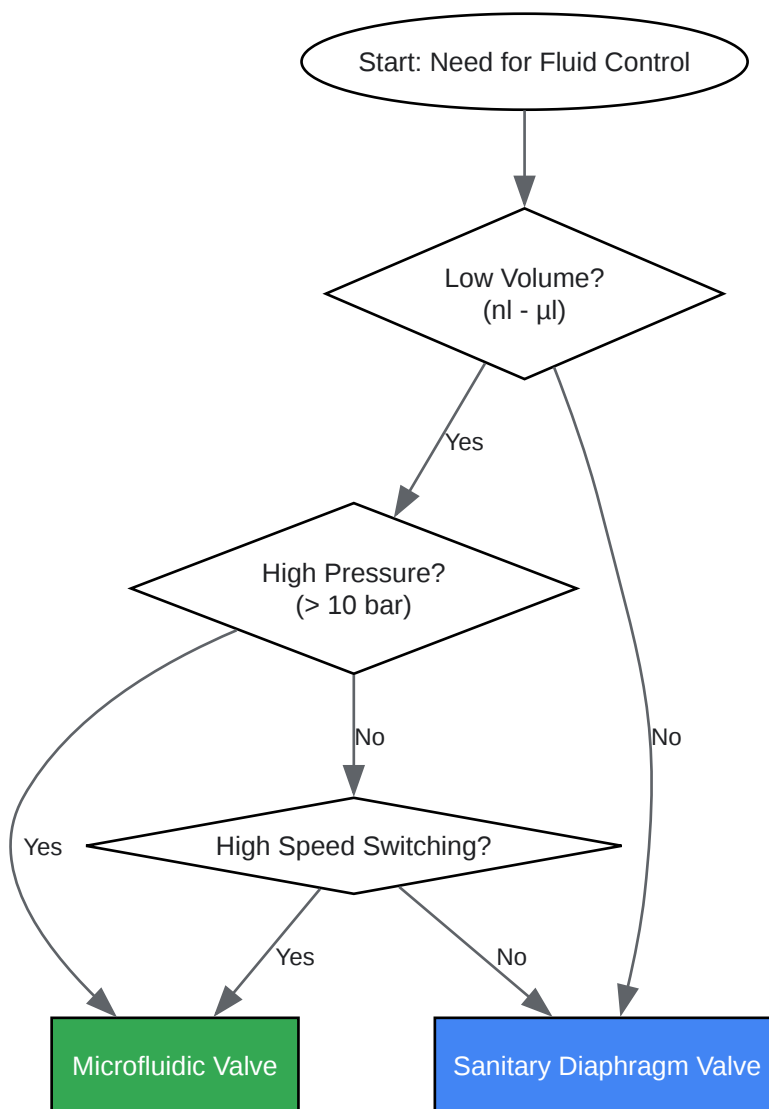 Start: Need for Fluid Control
Low Volume?
(nl - µl)
Yes
High Pressure?
(> 10 bar)
No
No
Yes
High Speed Switching?
Yes
No
Microfluidic Valve
Sanitary Diaphragm Valve